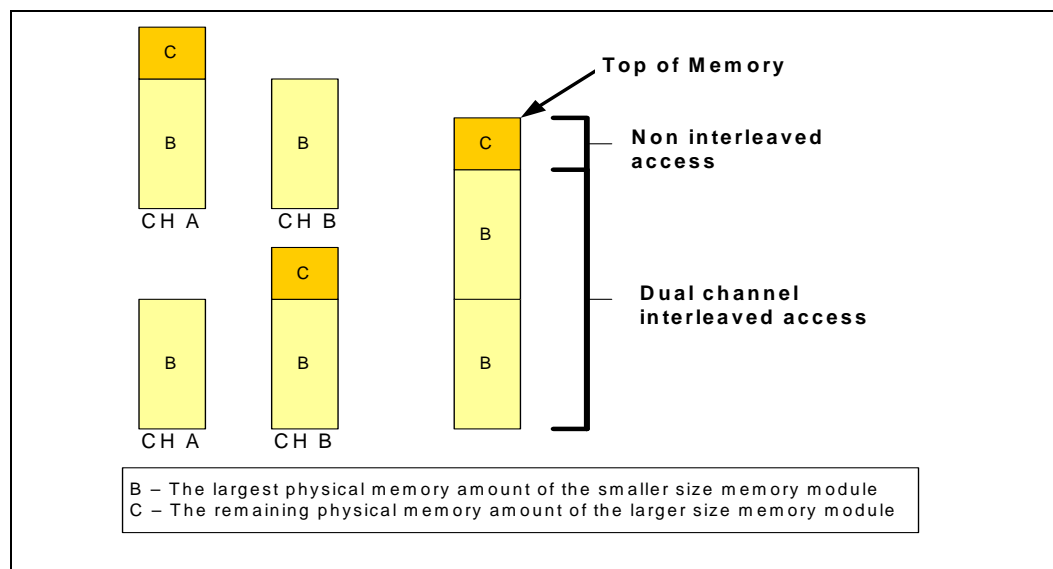 C
B
CH A
B
CH B
B
CH A
C
B
CH B
Top of Memory
C
B
B
Non interleaved
access
Dual channel
interleaved access
B – The largest physical memory amount of the smaller size memory module
C – The remaining physical memory amount of the larger size memory module